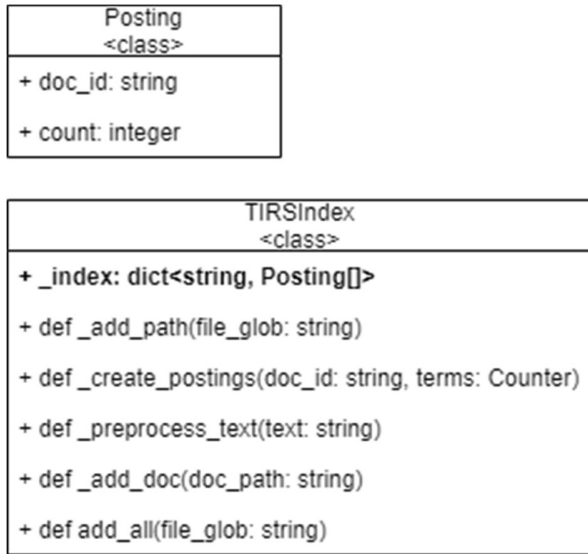 Posting
<class>
+ doc_id: string
+ count: integer
TIRSIndex
<class>
+ _index: dict<string, Posting[]>
+ def _add_path(file_glob: string)
+ def _create_postings(doc_id: string, terms: Counter)
+ def _preprocess_text(text: string)
+ def _add_doc(doc_path: string)
+ def add_all(file_glob: string)